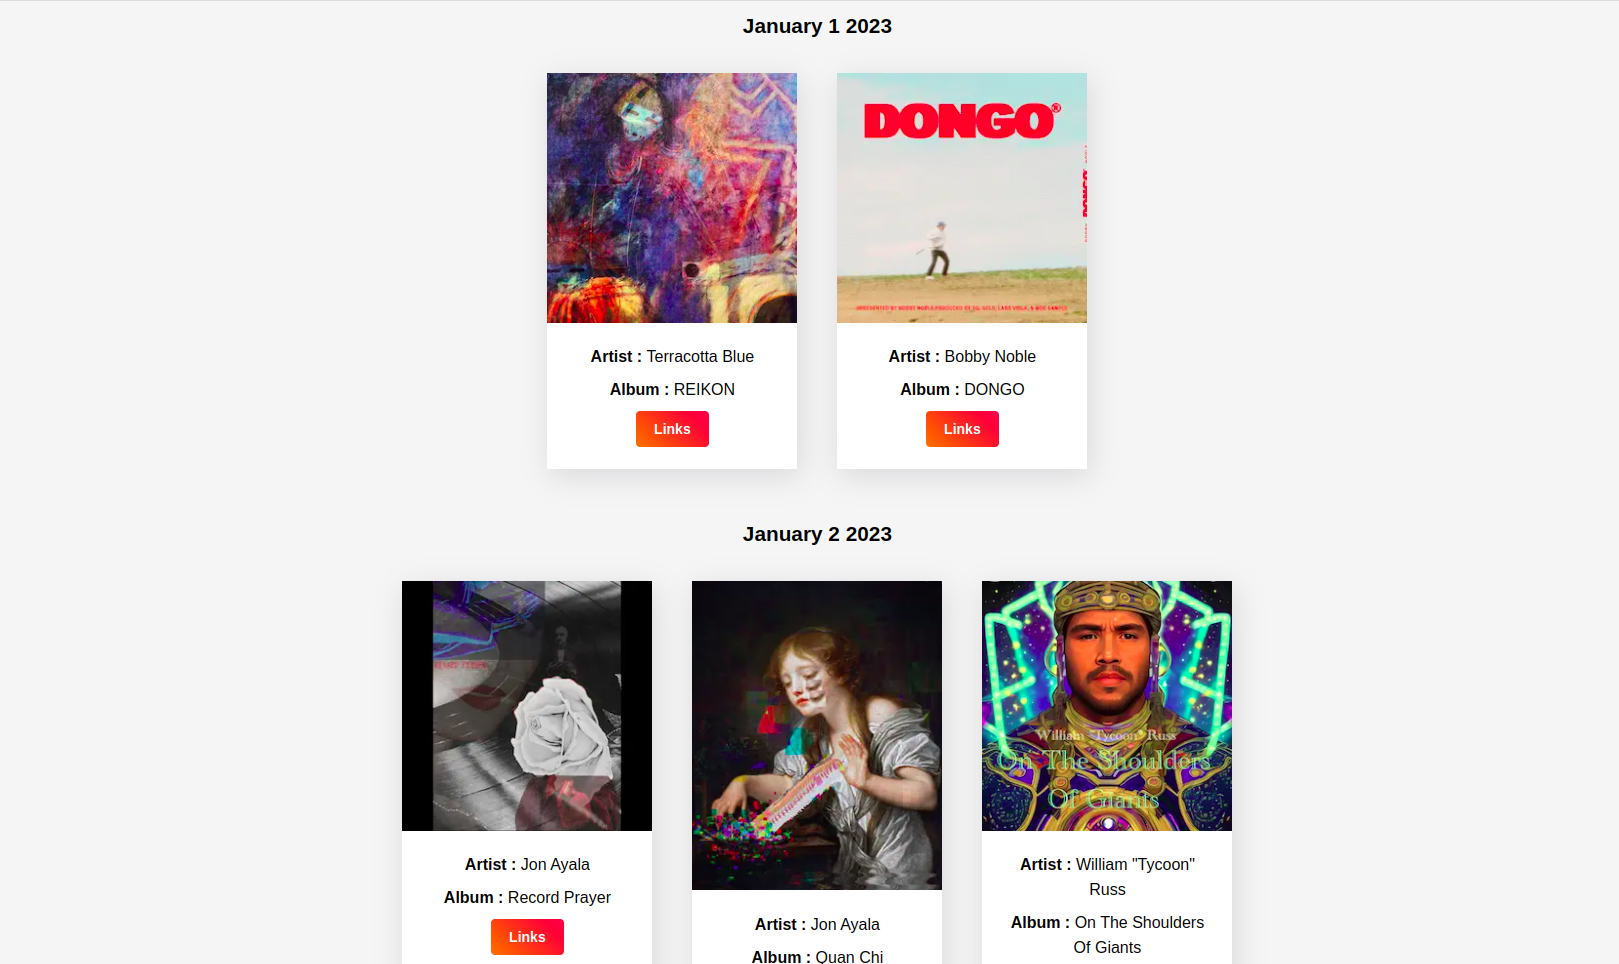 January 1 2023
DONGO®
DONGO
Artist : Terracotta Blue
Album : REIKON
Links
Artist : Bobby Noble
Album : DONGO
Links
January 2 2023
William "Tycoon" Russ
On The Shoulders
Of Giants
Artist : Jon Ayala
Album : Record Prayer
Links
Artist : Jon Ayala
Album : Quan Chi
Artist : William "Tycoon"
Russ
Album : On The Shoulders
Of Giants